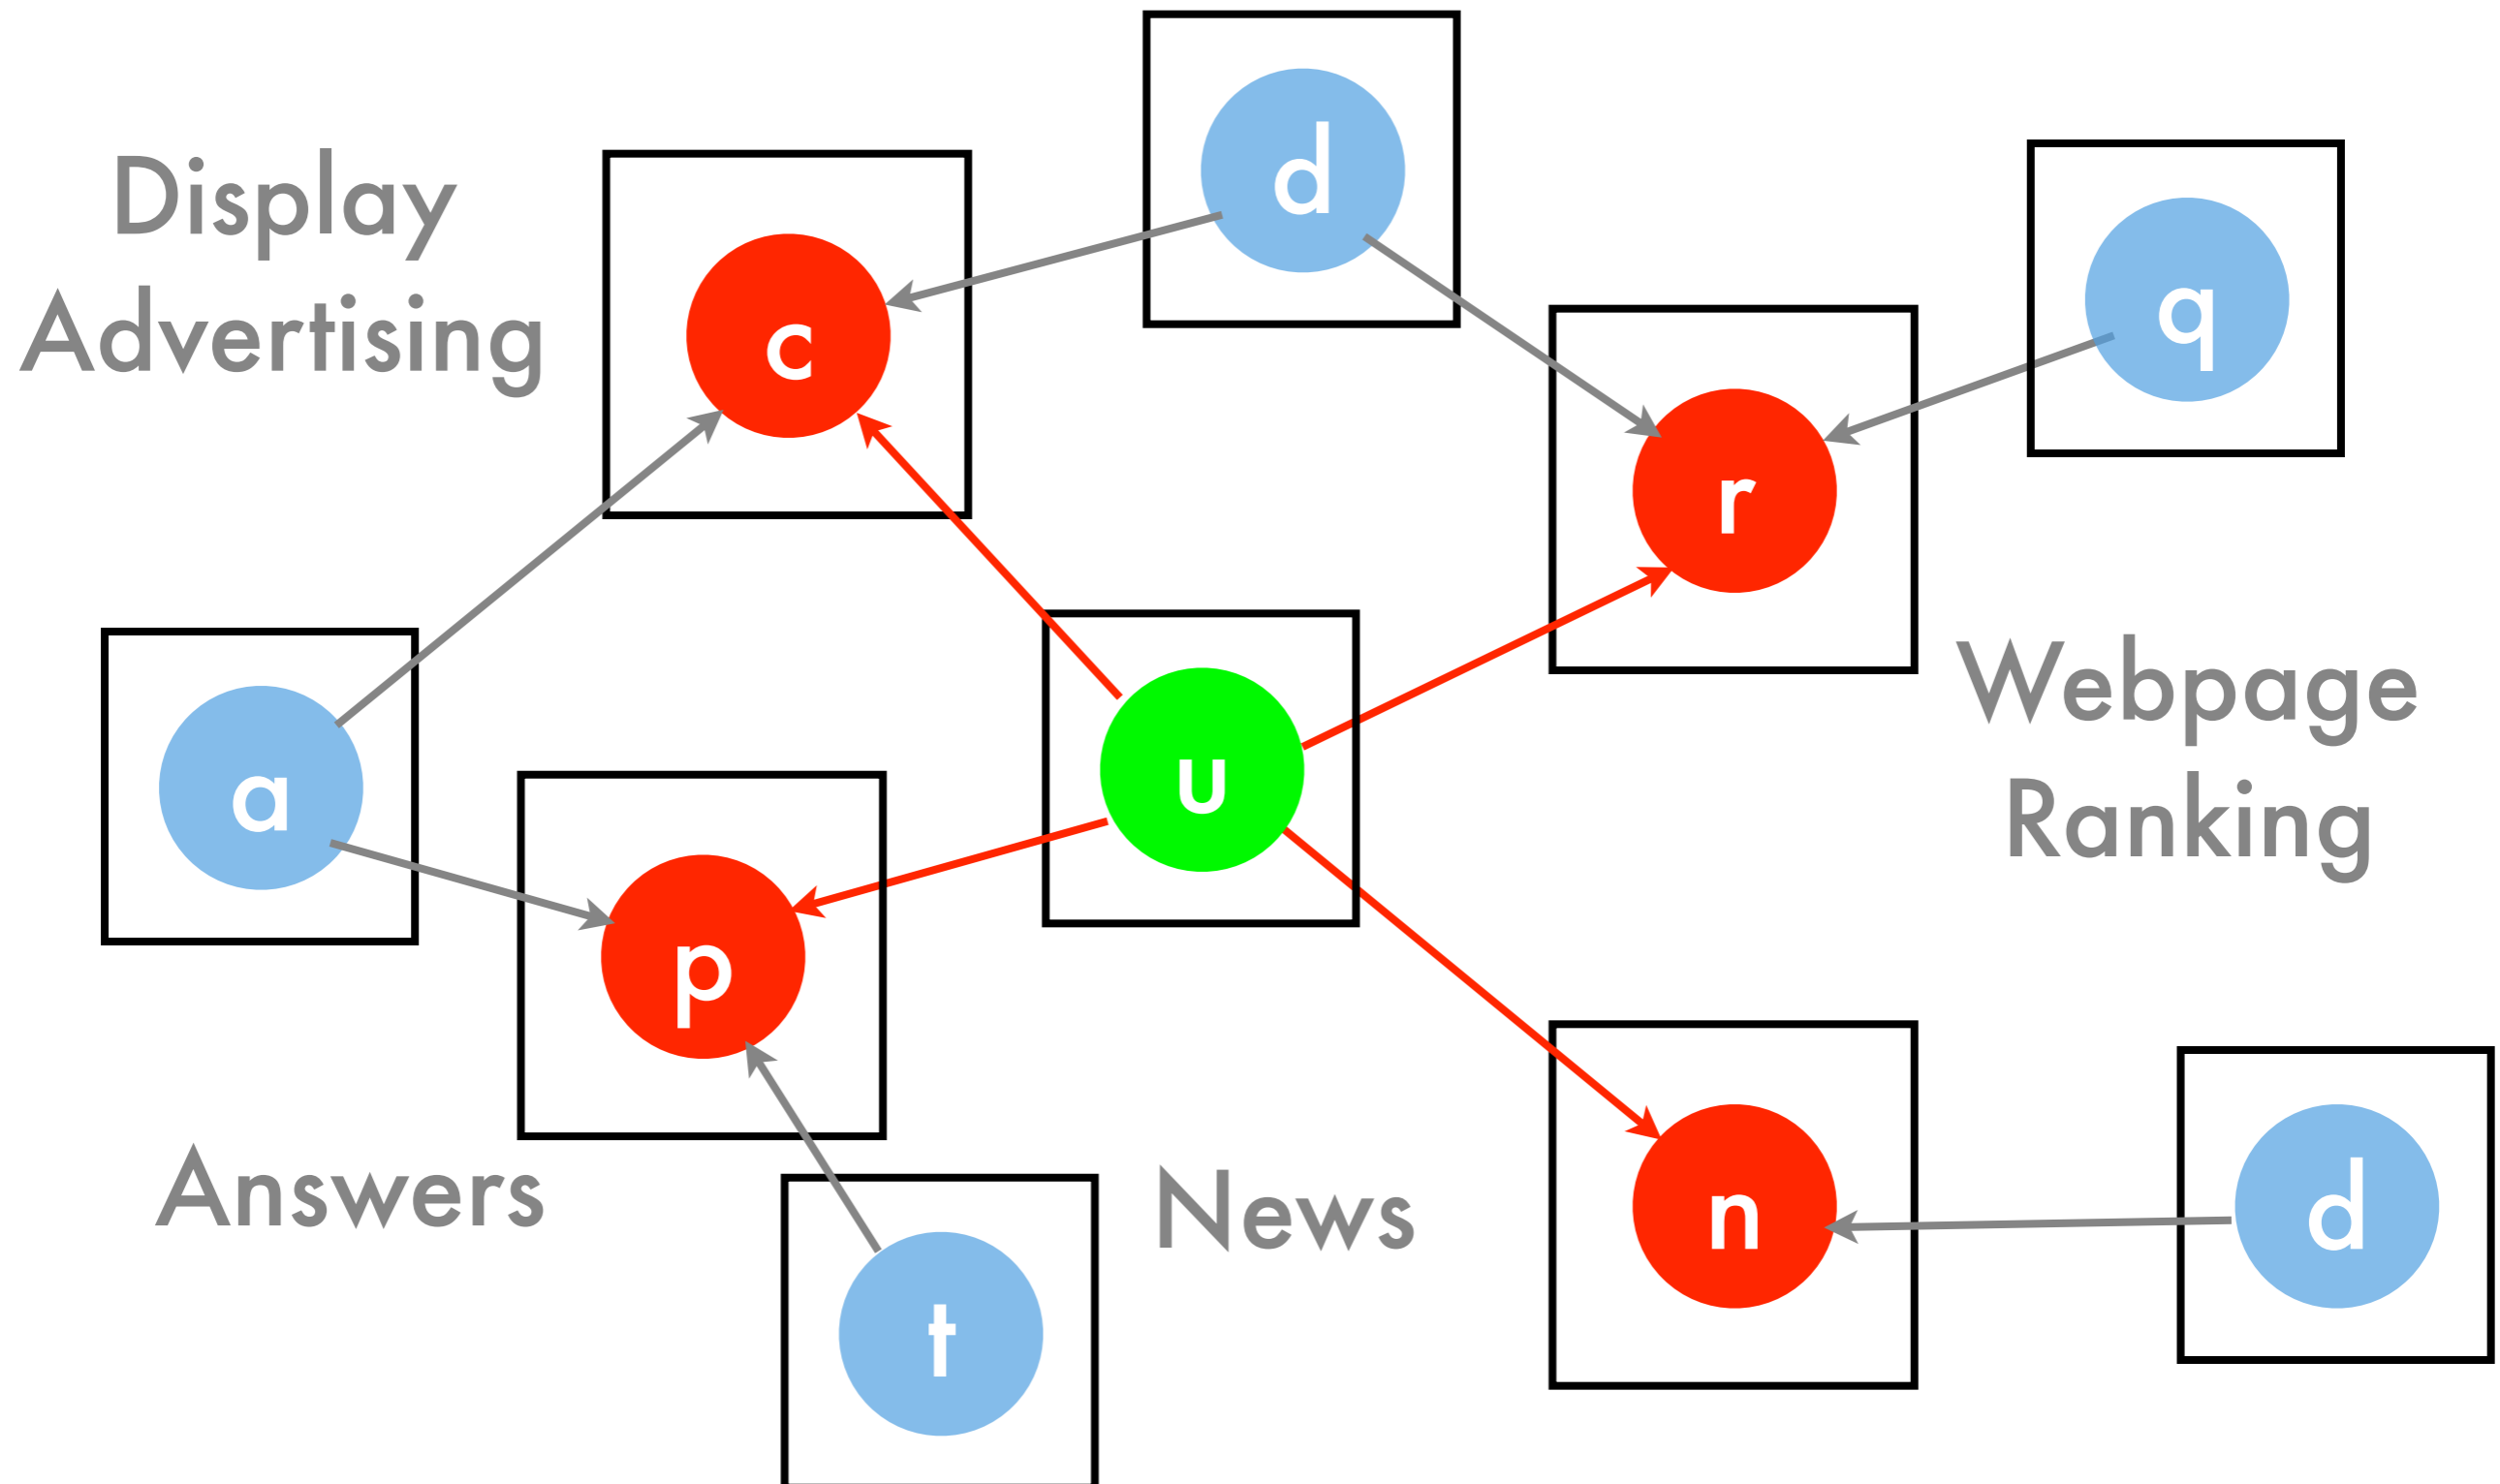 d
Display
Advertising
q
c
r
Webpage
Ranking
u
a
p
Answers
News
n
d
t